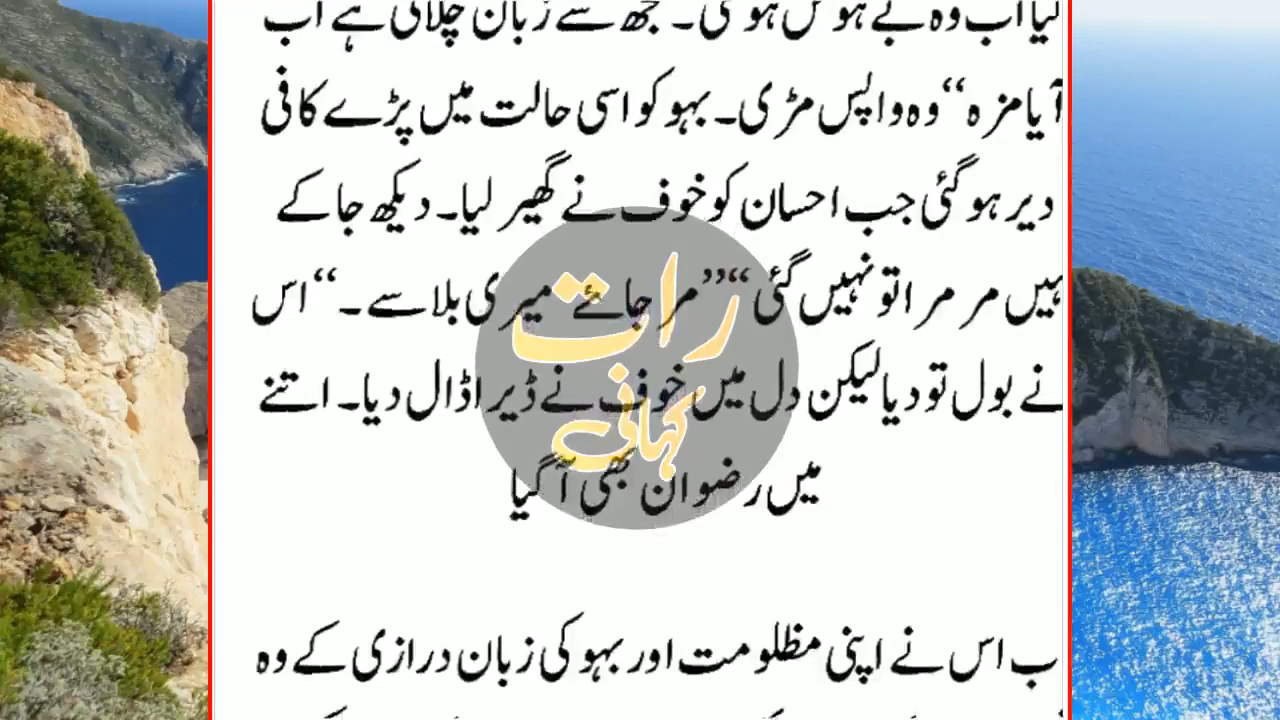 لیا اب وہ بے ہوش ہو گئی۔ مجھ سے زبان چلاتی ہے اب
آیا مزہ“ وہ واپس مڑی۔ بہو کو اسی حالت میں پڑے کافی
دیر ہو گئی جب احسان کو خوف نے گھیر لیا۔ دیکھ جا کے
ہیں مر مرا تو نہیں گئی“ ”مر جائے میری بلا سے۔“ اس
نے بول تو دیا لیکن دل میں خوف نے ڈیرا ڈال دیا۔ اتنے
میں رضوان بھی آ گیا
رات
کہانی
ب اس نے اپنی مظلومت اور بہو کی زبان درازی کے وہ